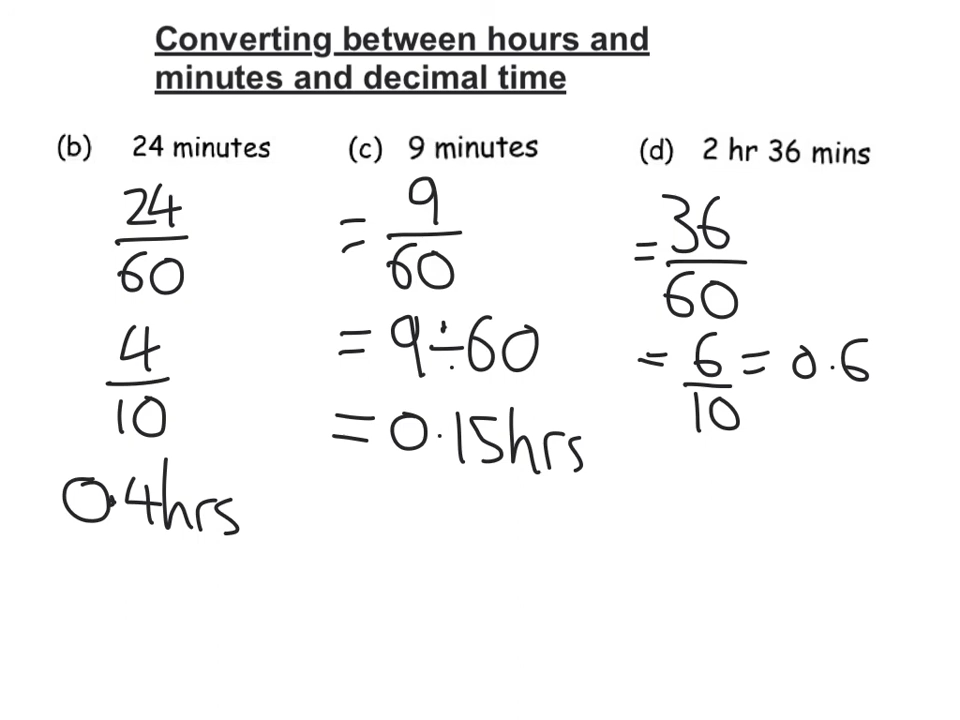 Converting between hours and
minutes and decimal time
(b) 24 minutes
24
60
4
10
0.4hrs
(c) 9 minutes
= 9
60
= 9÷60
= 0.15hrs
(d) 2 hr 36 mins
= 36
60
= 6 = 0.6
10